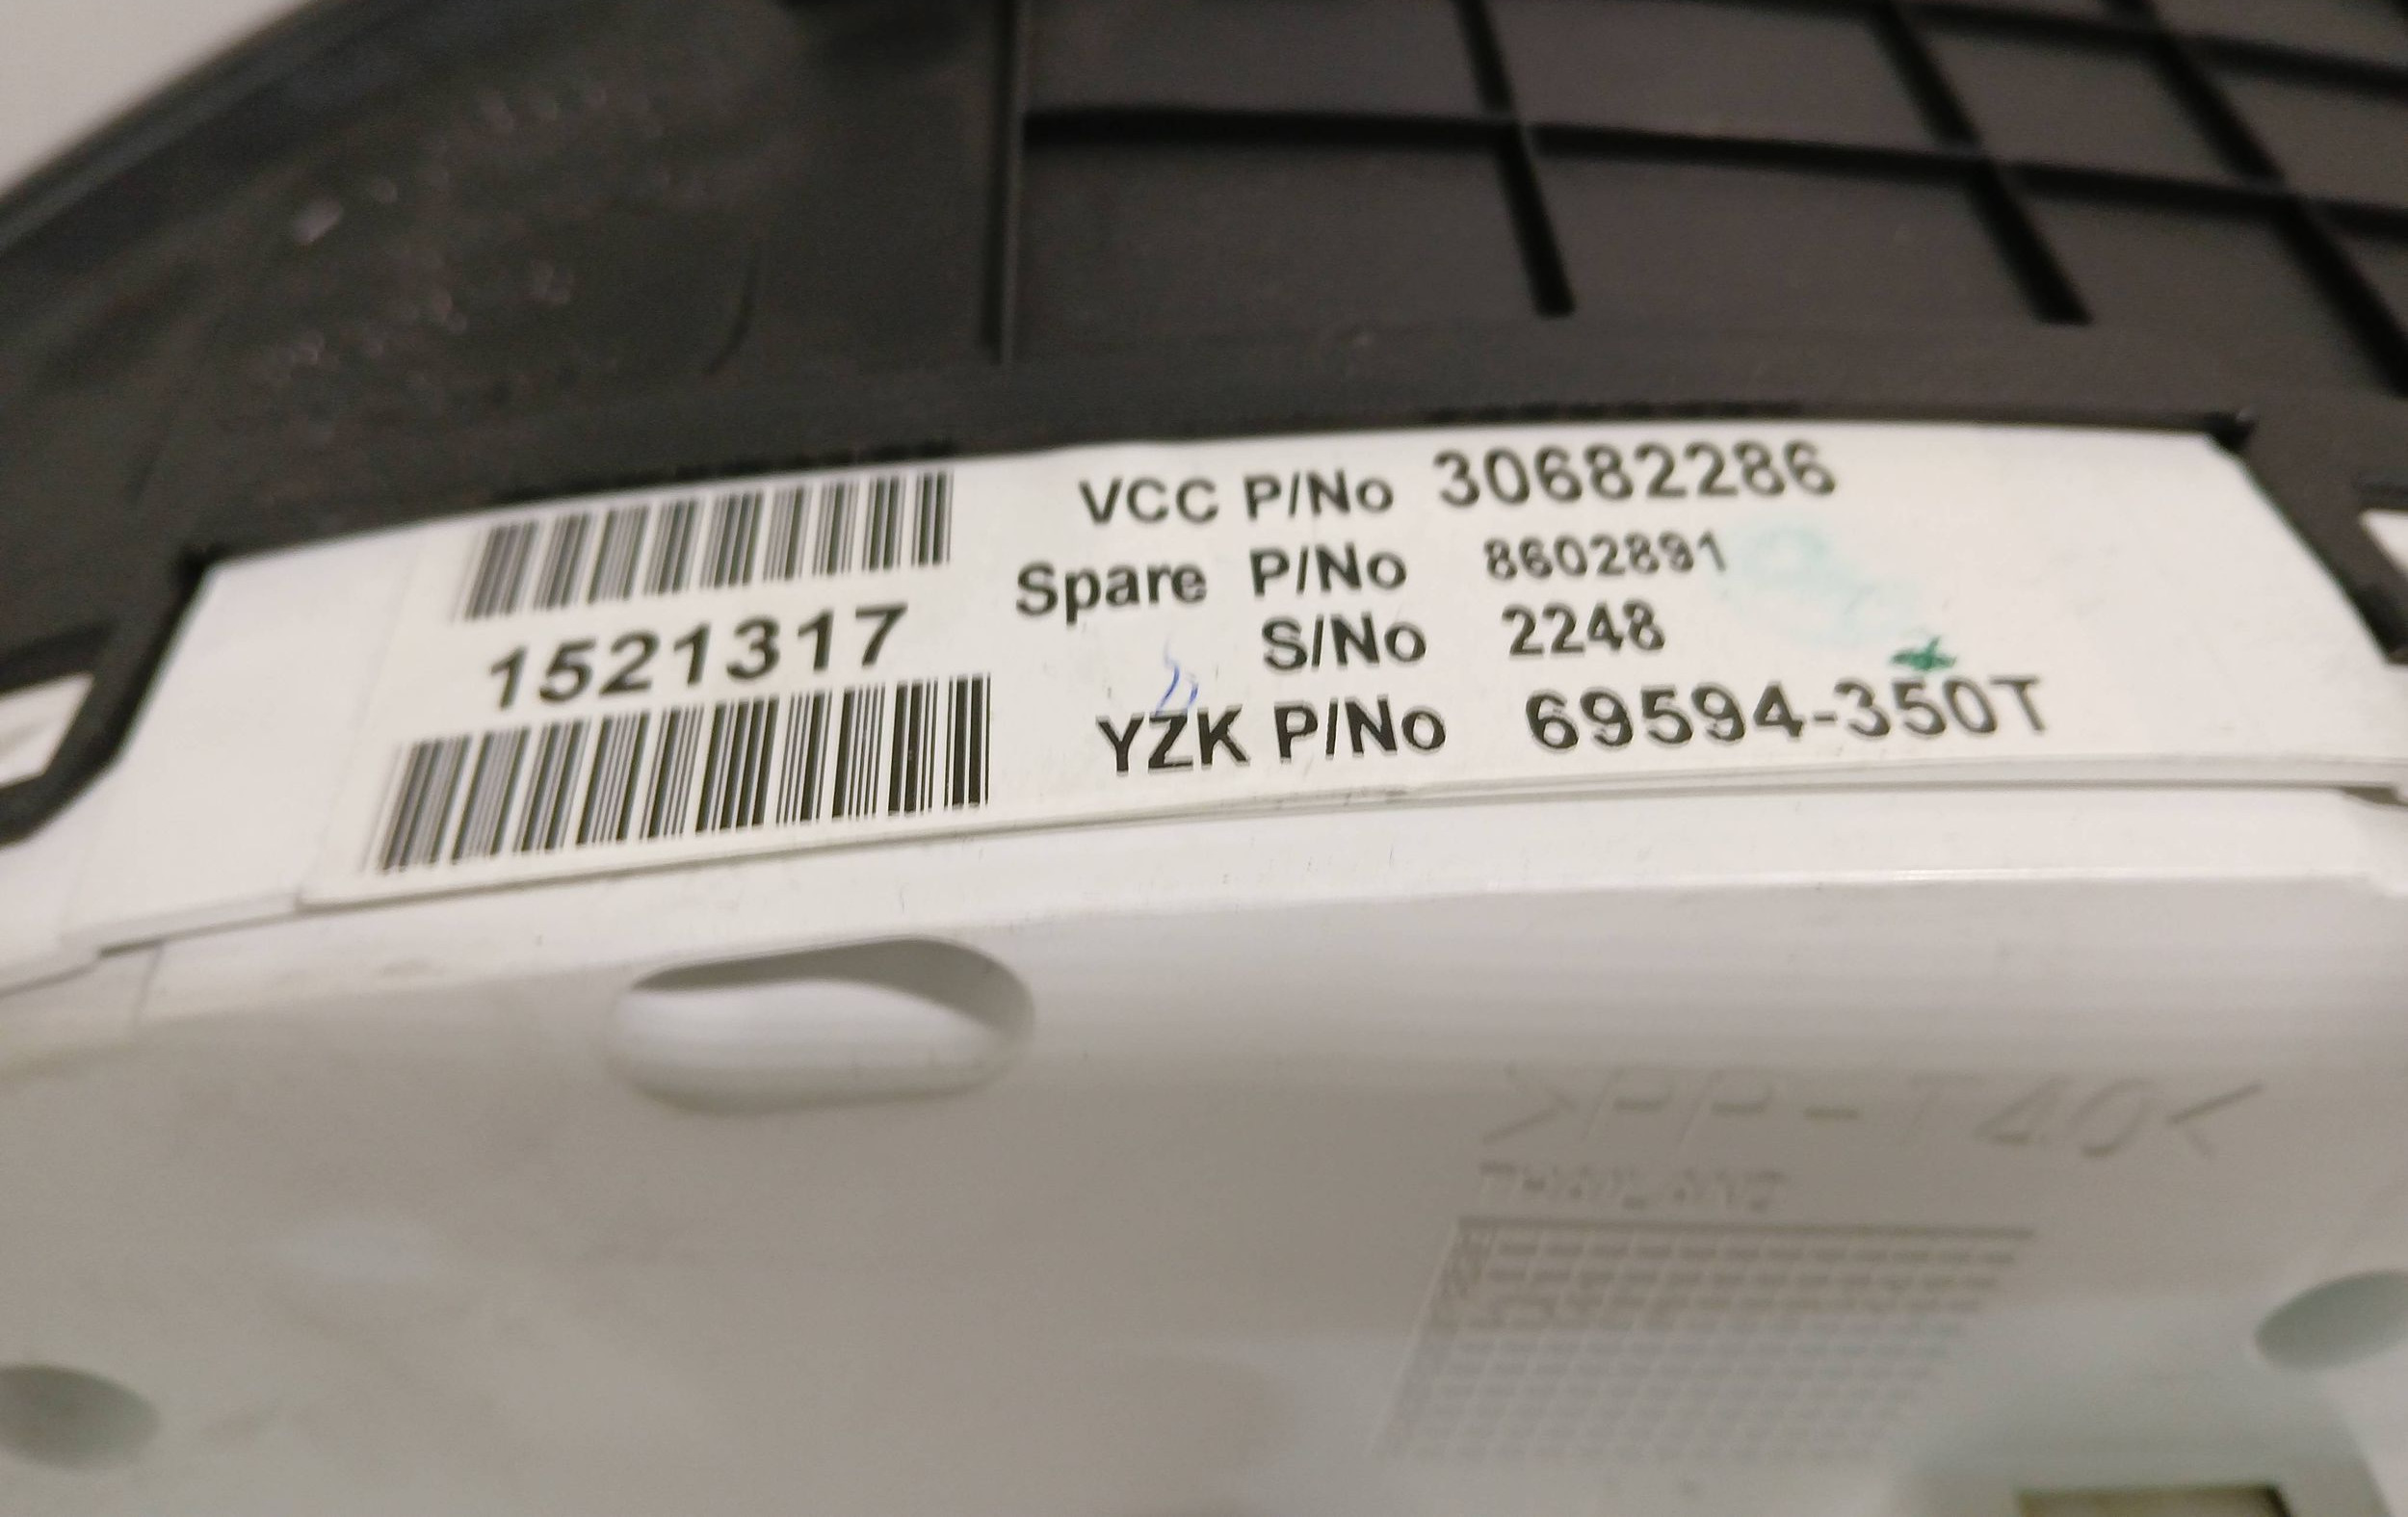 VCC P/No 30682286
Spare P/No 8602891
S/No 2248
YZK P/No 69594-350T
1521317
>PP-T40<